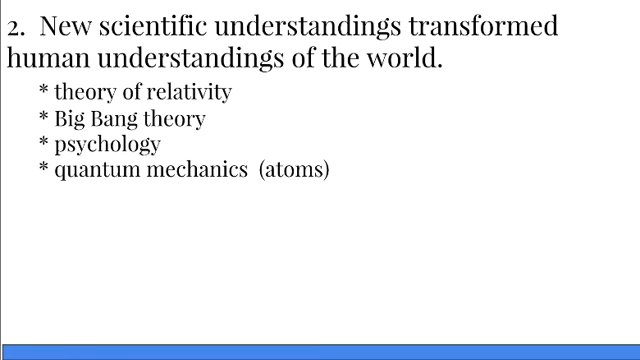 2. New scientific understandings transformed
human understandings of the world.
* theory of relativity
* Big Bang theory
* psychology
* quantum mechanics (atoms)